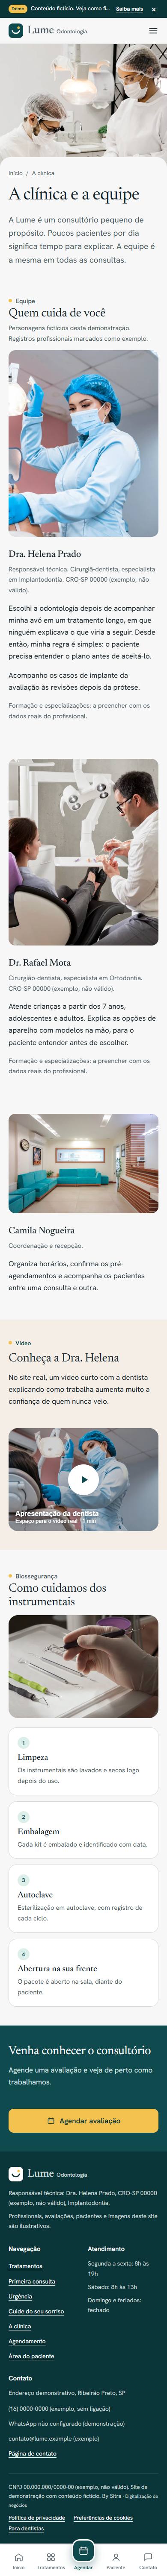 Demo Conteúdo fictício. Veja como fi... Saiba mais ×
Lume Odontologia
Início / A clínica
A clínica e a equipe
A Lume é um consultório pequeno de
propósito. Poucos pacientes por dia
significa tempo para explicar. A equipe é
a mesma em todas as consultas.
Equipe
Quem cuida de você
Personagens fictícios desta demonstração.
Registros profissionais marcados como exemplo.
Dra. Helena Prado
Responsável técnica. Cirurgiã-dentista, especialista
em Implantodontia. CRO-SP 00000 (exemplo, não
válido).
Escolhi a odontologia depois de acompanhar
minha avó em um tratamento longo, em que
ninguém explicava o que viria a seguir. Desde
então, minha regra é simples: o paciente
precisa entender o plano antes de aceitá-lo.
Acompanho os casos de implante da
avaliação às revisões depois da prótese.
Formação e especializações: a preencher com os
dados reais do profissional.
Dr. Rafael Mota
Cirurgião-dentista, especialista em Ortodontia.
CRO-SP 00000 (exemplo, não válido).
Atende crianças a partir dos 7 anos,
adolescentes e adultos. Explica as opções de
aparelho com modelos na mão, para o
paciente entender antes de escolher.
Formação e especializações: a preencher com os
dados reais do profissional.
Camila Nogueira
Coordenação e recepção.
Organiza horários, confirma os pré-
agendamentos e acompanha os pacientes
entre uma consulta e outra.
Vídeo
Conheça a Dra. Helena
No site real, um vídeo curto com a dentista
explicando como trabalha aumenta muito a
confiança de quem nunca veio.
Apresentação da dentista
Espaço para o vídeo real · 1 min
Biossegurança
Como cuidamos dos
instrumentais
1
Limpeza
Os instrumentais são lavados e secos logo
depois do uso.
2
Embalagem
Cada kit é embalado e identificado com data.
3
Autoclave
Esterilização em autoclave, com registro de
cada ciclo.
4
Abertura na sua frente
O pacote é aberto na sala, diante do
paciente.
Venha conhecer o consultório
Agende uma avaliação e veja de perto como
trabalhamos.
Agendar avaliação
Lume Odontologia
Responsável técnica: Dra. Helena Prado, CRO-SP 00000
(exemplo, não válido), Implantodontia.
Profissionais, avaliações, pacientes e imagens deste site
são ilustrativos.
Navegação
Tratamentos
Primeira consulta
Urgência
Cuide do seu sorriso
A clínica
Agendamento
Área do paciente
Atendimento
Segunda a sexta: 8h às
19h
Sábado: 8h às 13h
Domingo e feriados:
fechado
Contato
Endereço demonstrativo, Ribeirão Preto, SP
(16) 0000-0000 (exemplo, sem ligação)
WhatsApp não configurado (demonstração)
contato@lume.example (exemplo)
Página de contato
CNPJ 00.000.000/0000-00 (exemplo, não válido). Site de
demonstração com conteúdo fictício. By Sitra · Digitalização de
negócios
Política de privacidade Preferências de cookies
Para dentistas
Início Tratamentos Agendar Paciente Contato